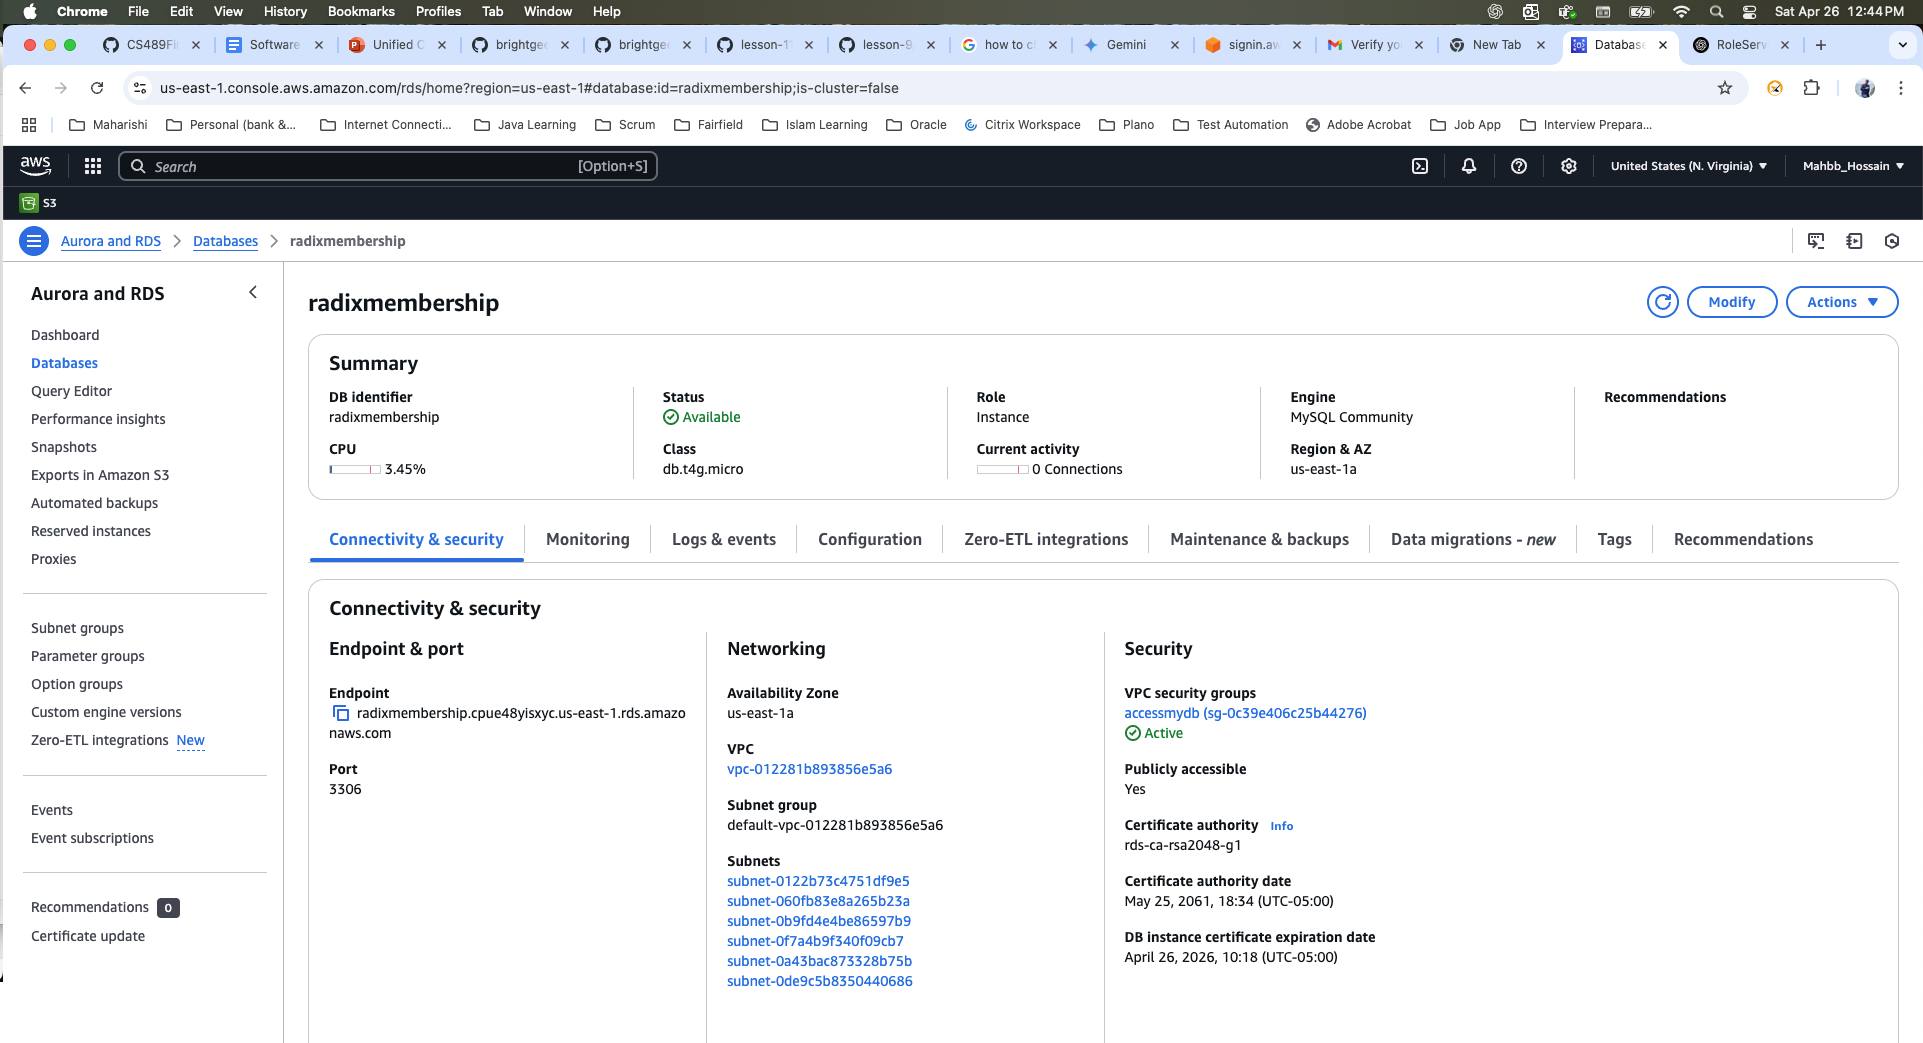 Chrome File Edit View History Bookmarks Profiles Tab Window Help Sat Apr 26 12:44 PM
CS489Fi Software Unified C brightge brightge lesson-1 lesson-9 how to c Gemini signin.aw Verify yo New Tab Database RoleServ
us-east-1.console.aws.amazon.com/rds/home?region=us-east-1#database:id=radixmembership;is-cluster=false
Maharishi Personal (bank &... Internet Connecti... Java Learning Scrum Fairfield Islam Learning Oracle Citrix Workspace Plano Test Automation Adobe Acrobat Job App Interview Prepara...
aws Search [Option+S] United States (N. Virginia) Mahbb_Hossain
S3
Aurora and RDS Databases radixmembership
Aurora and RDS
Dashboard
Databases
Query Editor
Performance insights
Snapshots
Exports in Amazon S3
Automated backups
Reserved instances
Proxies
Subnet groups
Parameter groups
Option groups
Custom engine versions
Zero-ETL integrations New
Events
Event subscriptions
Recommendations 0
Certificate update
radixmembership
Modify Actions
Summary
DB identifier
radixmembership
CPU
3.45%
Status
Available
Class
db.t4g.micro
Role
Instance
Current activity
0 Connections
Engine
MySQL Community
Region & AZ
us-east-1a
Recommendations
Connectivity & security Monitoring Logs & events Configuration Zero-ETL integrations Maintenance & backups Data migrations - new Tags Recommendations
Connectivity & security
Endpoint & port
Endpoint
radixmembership.cpue48yisxyc.us-east-1.rds.amazo
naws.com
Port
3306
Networking
Availability Zone
us-east-1a
VPC
vpc-012281b893856e5a6
Subnet group
default-vpc-012281b893856e5a6
Subnets
subnet-0122b73c4751df9e5
subnet-060fb83e8a265b23a
subnet-0b9fd4e4be86597b9
subnet-0f7a4b9f340f09cb7
subnet-0a43bac873328b75b
subnet-0de9c5b8350440686
Security
VPC security groups
accessmydb (sg-0c39e406c25b44276)
Active
Publicly accessible
Yes
Certificate authority Info
rds-ca-rsa2048-g1
Certificate authority date
May 25, 2061, 18:34 (UTC-05:00)
DB instance certificate expiration date
April 26, 2026, 10:18 (UTC-05:00)